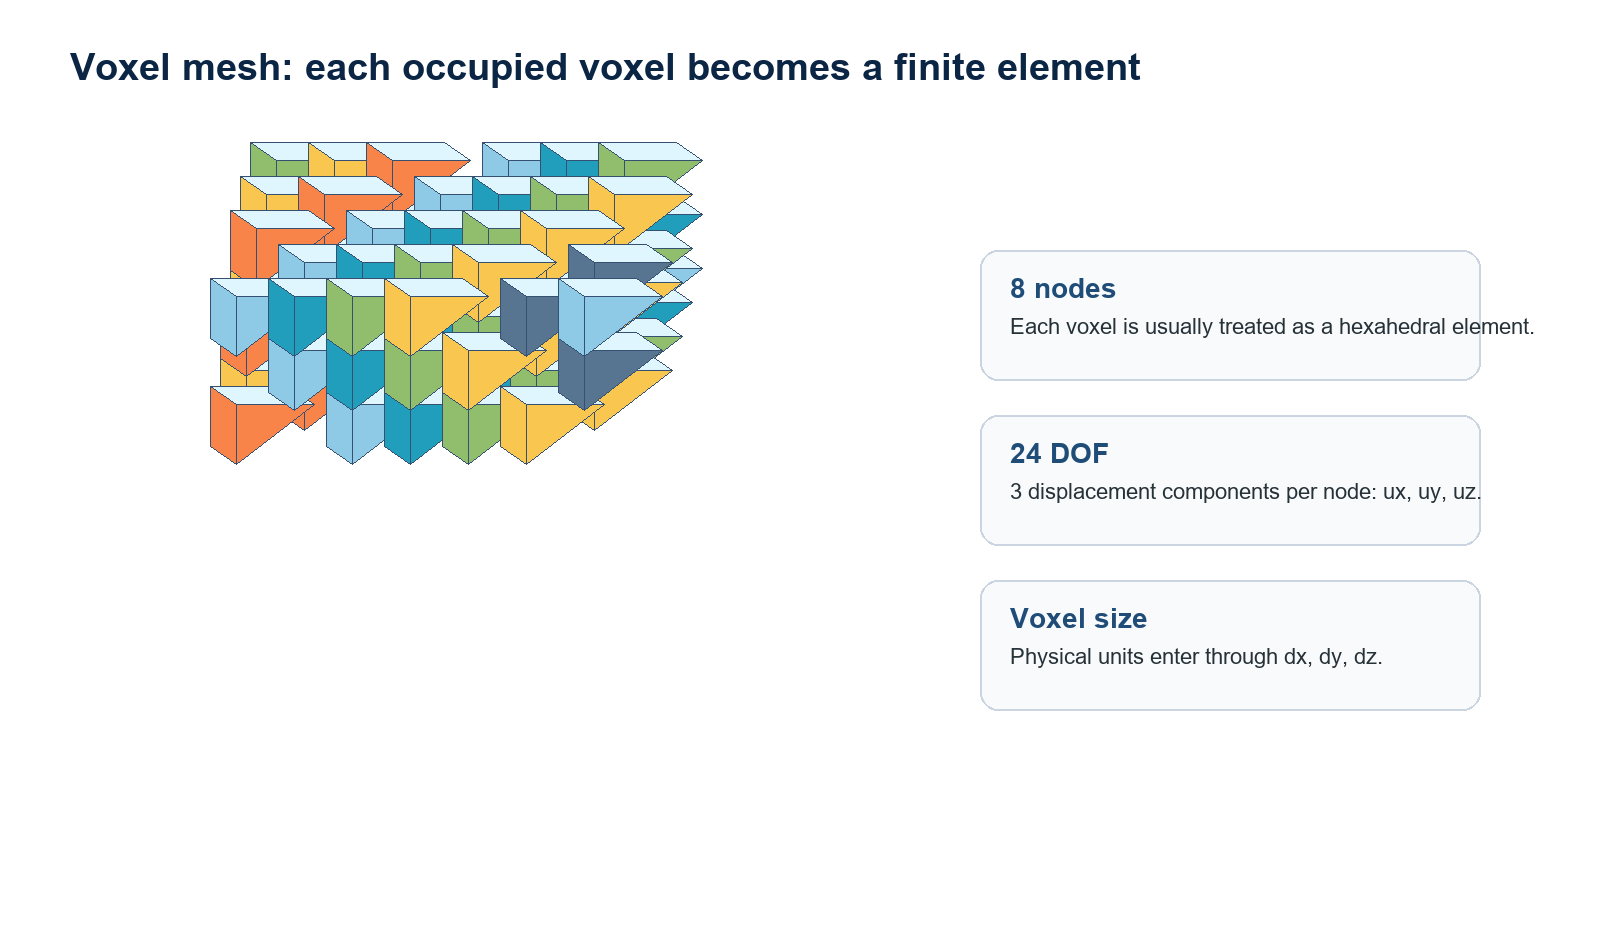 Voxel mesh: each occupied voxel becomes a finite element
8 nodes
Each voxel is usually treated as a hexahedral element.
24 DOF
3 displacement components per node: ux, uy, uz.
Voxel size
Physical units enter through dx, dy, dz.